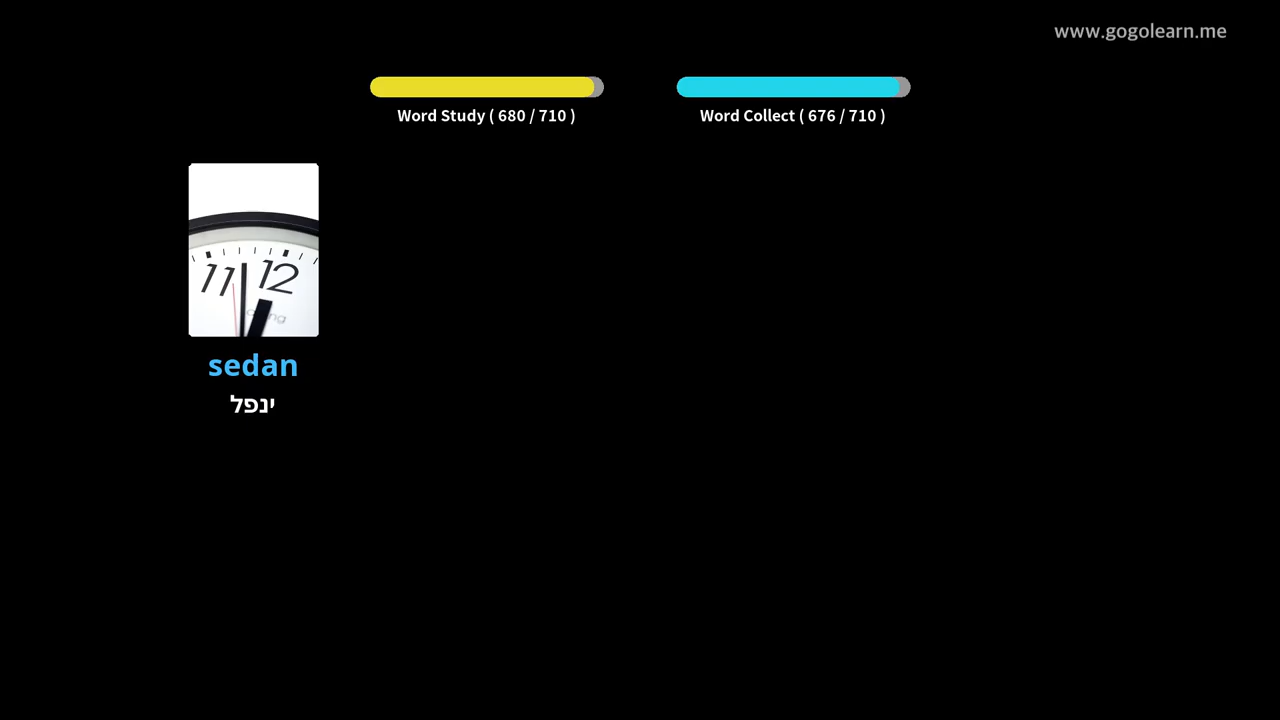 www.gogolearn.me
Word Study ( 680 / 710 )
Word Collect ( 676 / 710 )
11 12
sedan
ינפל